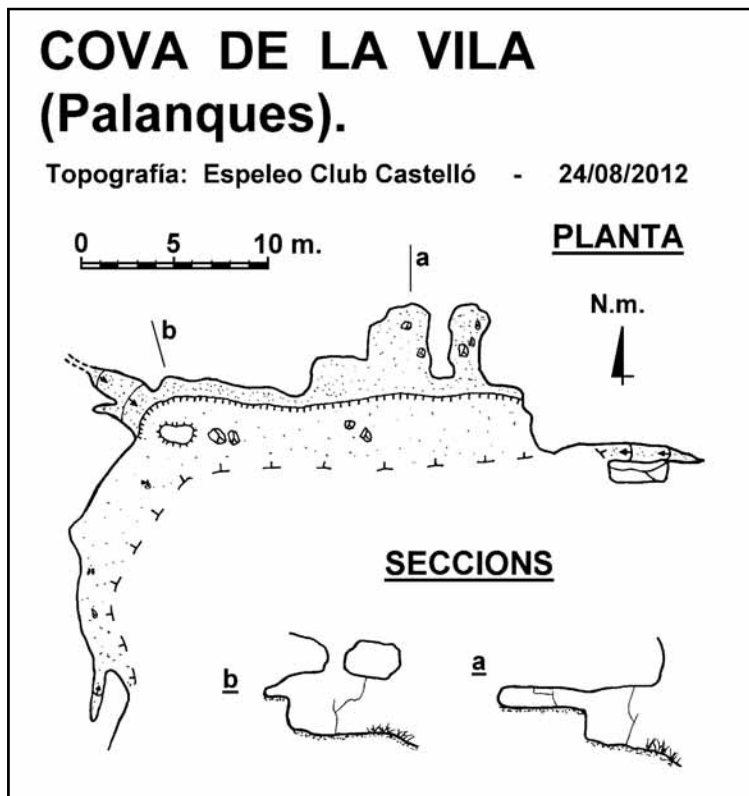 COVA DE LA VILA
(Palanques).
Topografía: Espeleo Club Castelló - 24/08/2012
0 5 10 m.
PLANTA
a
b
N.m.
SECCIONS
b
a